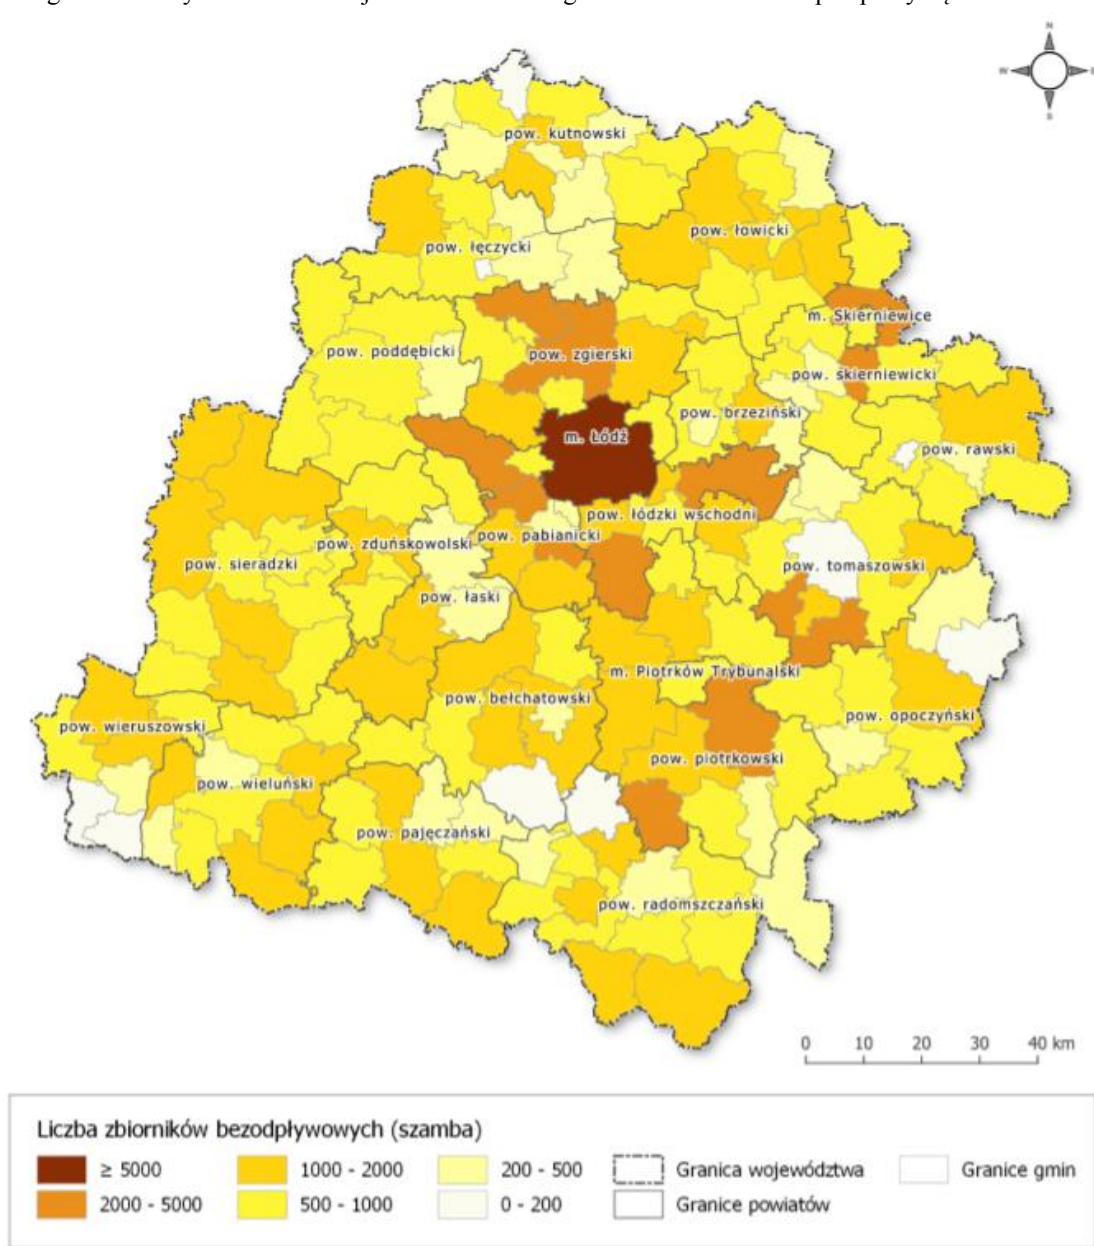 N
W
E
S
pow. kutnowski
pow. łowicki
pow. łęczycki
m. Skierniewice
pow. poddębicki
pow. zgierski
pow. skierniewicki
pow. brzeziński
m. Łódź
pow. rawski
pow. łódzki wschodni
pow. pabianicki
pow. zduńskowolski
pow. sieradzki
pow. tomaszowski
pow. łaski
m. Piotrków Trybunalski
pow. bełchatowski
pow. opoczyński
pow. wieruszowski
pow. piotrkowski
pow. wieluński
pow. pajęczański
pow. radomszczański
0 10 20 30 40 km
Liczba zbiorników bezodpływowych (szamba)
≥ 5000 1000 - 2000 200 - 500 Granica województwa Granice gmin
2000 - 5000 500 - 1000 0 - 200 Granice powiatów